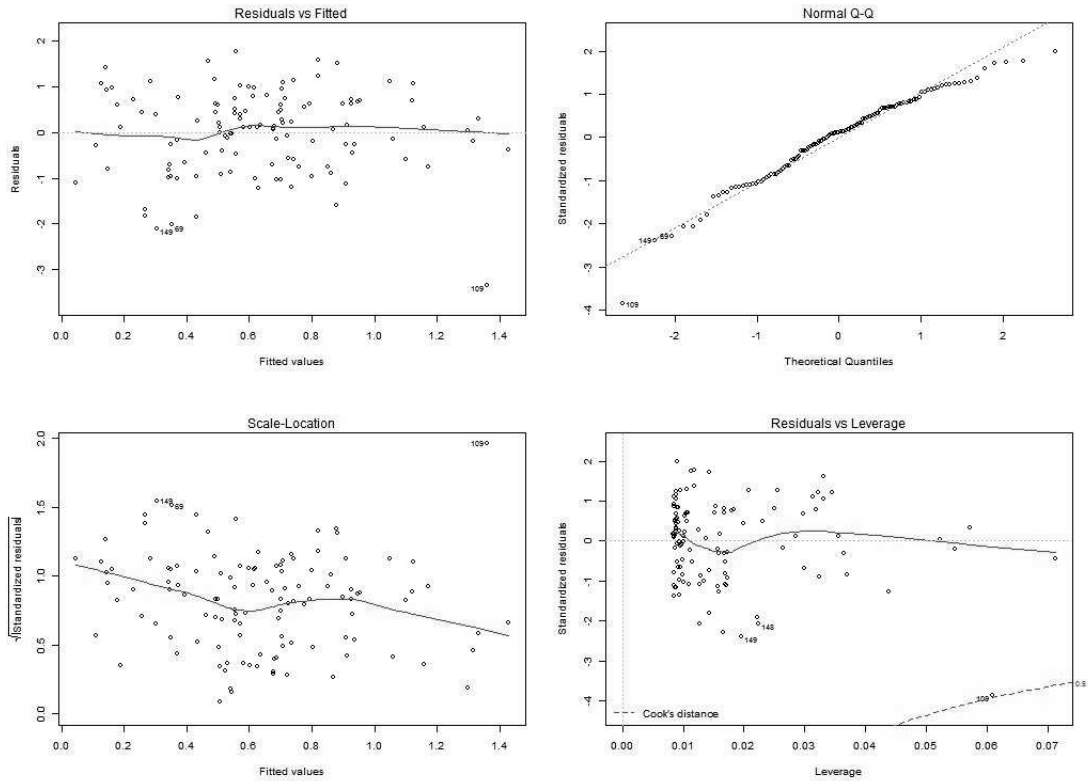 Residuals vs Fitted
Residuals
2
1
0
-1
-2
-3
149
69
109
0.0 0.2 0.4 0.6 0.8 1.0 1.2 1.4
Fitted values
Normal Q-Q
Standardized residuals
2
1
0
-1
-2
-3
-4
149
69
109
-2 -1 0 1 2
Theoretical Quantiles
Scale-Location
√|Standardized residuals|
2.0
1.5
1.0
0.5
0.0
109
149
69
0.0 0.2 0.4 0.6 0.8 1.0 1.2 1.4
Fitted values
Residuals vs Leverage
Standardized residuals
2
1
0
-1
-2
-3
-4
148
149
109
0.5
Cook's distance
0.00 0.01 0.02 0.03 0.04 0.05 0.06 0.07
Leverage